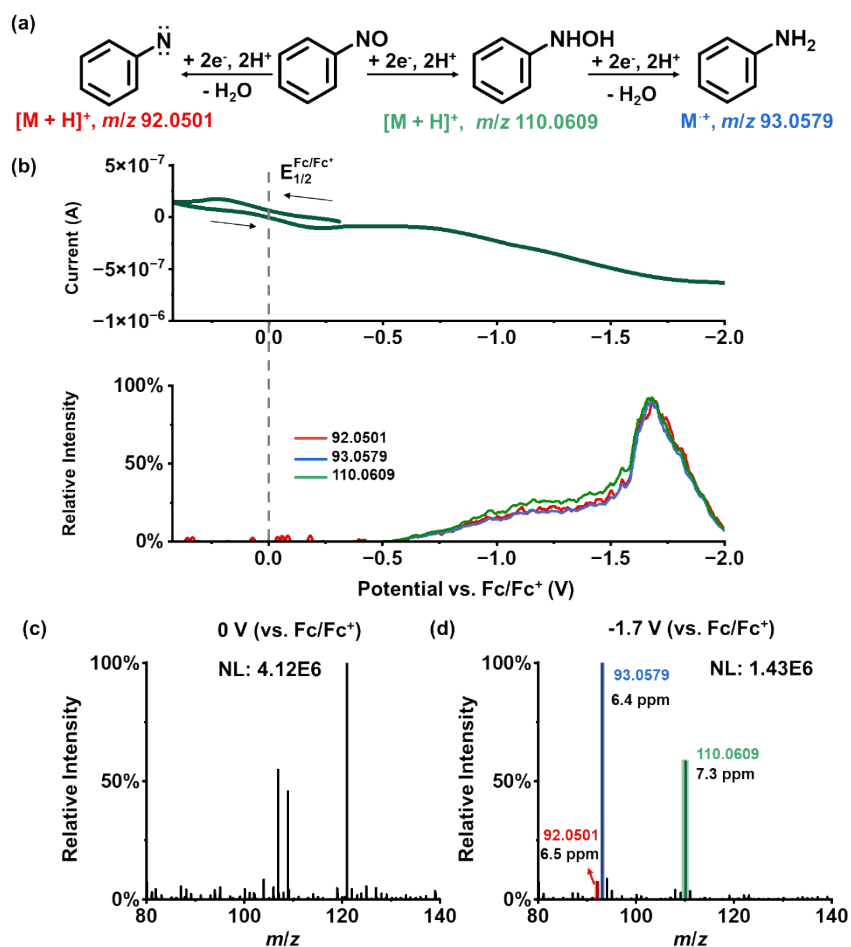 (a)
N̈:
NO
NHOH
NH₂
+ 2e⁻, 2H⁺
- H₂O
+ 2e⁻, 2H⁺
+ 2e⁻, 2H⁺
- H₂O
[M + H]⁺, m/z 92.0501
[M + H]⁺, m/z 110.0609
M·⁺, m/z 93.0579
(b)
5×10⁻⁷
0
−5×10⁻⁷
−1×10⁻⁶
Current (A)
E1/2 Fc/Fc⁺
0.0 −0.5 −1.0 −1.5 −2.0
100%
50%
0%
Relative Intensity
92.0501
93.0579
110.0609
0.0 −0.5 −1.0 −1.5 −2.0
Potential vs. Fc/Fc⁺ (V)
(c)
0 V (vs. Fc/Fc⁺)
NL: 4.12E6
100%
50%
0%
Relative Intensity
80 100 120 140
m/z
(d)
-1.7 V (vs. Fc/Fc⁺)
NL: 1.43E6
100%
50%
0%
Relative Intensity
93.0579
6.4 ppm
110.0609
7.3 ppm
92.0501
6.5 ppm
80 100 120 140
m/z